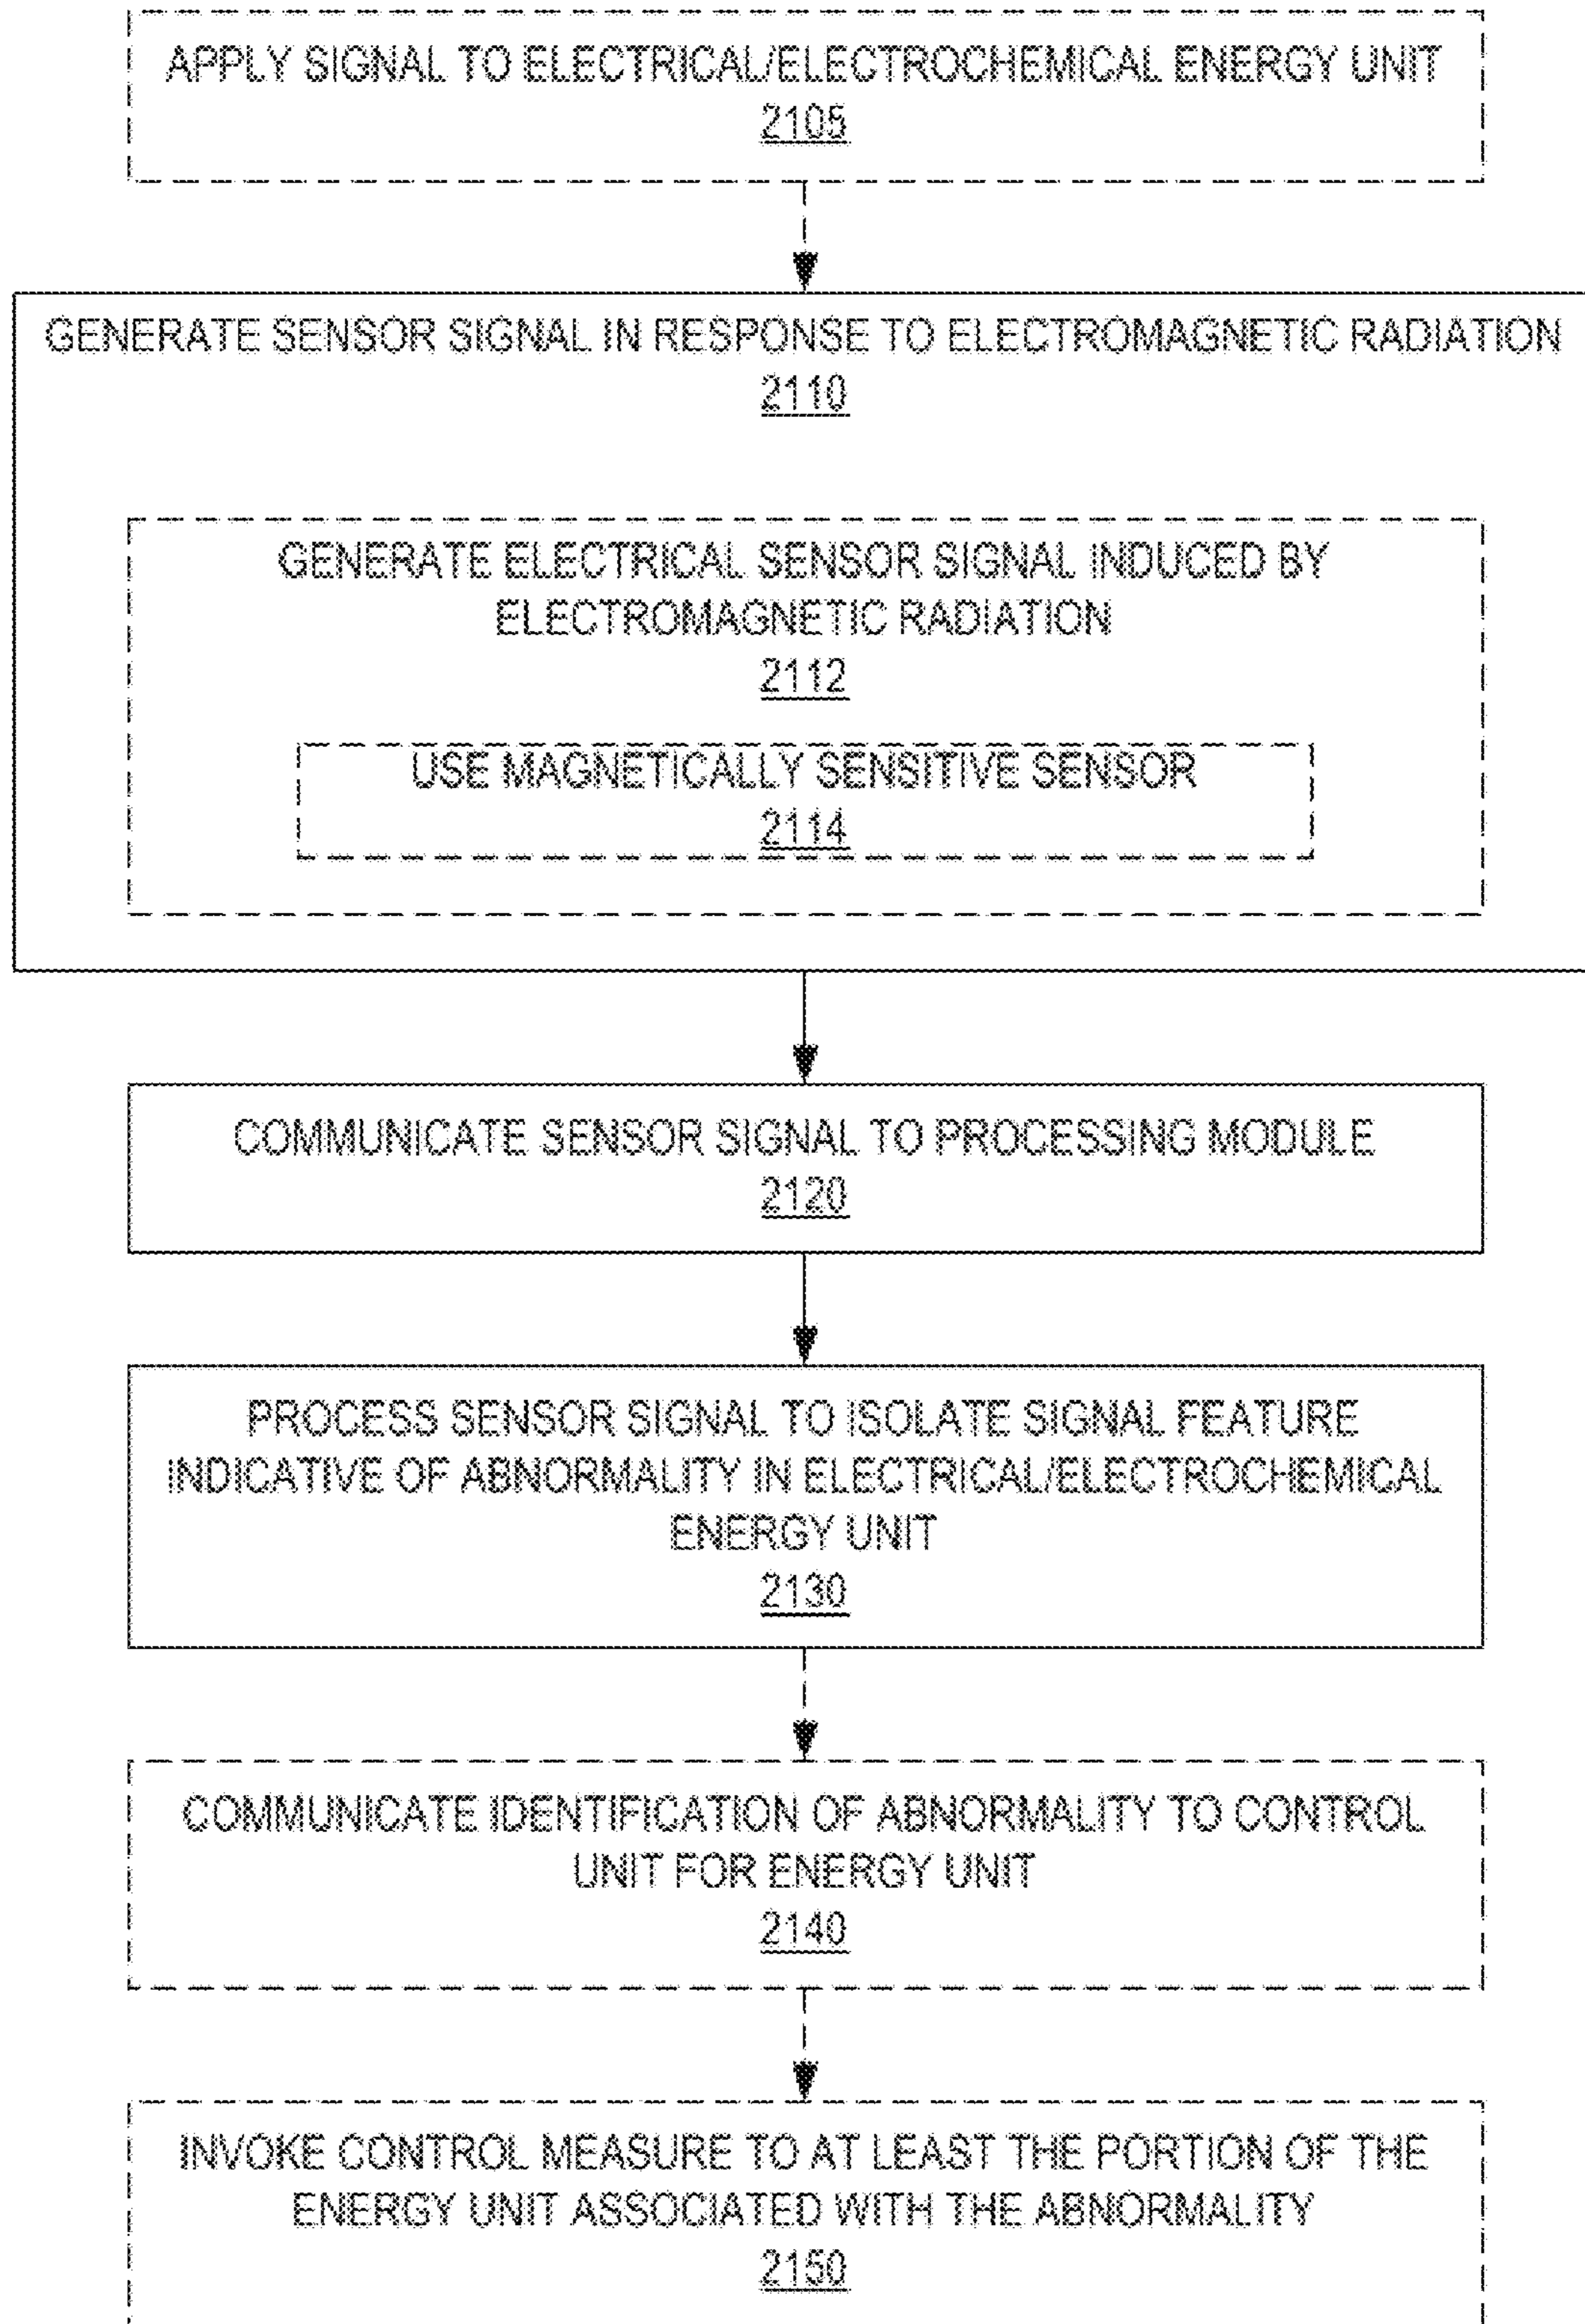 APPLY SIGNAL TO ELECTRICAL/ELECTROCHEMICAL ENERGY UNIT
2105
GENERATE SENSOR SIGNAL IN RESPONSE TO ELECTROMAGNETIC RADIATION
2110
GENERATE ELECTRICAL SENSOR SIGNAL INDUCED BY
ELECTROMAGNETIC RADIATION
2112
USE MAGNETICALLY SENSITIVE SENSOR
2114
COMMUNICATE SENSOR SIGNAL TO PROCESSING MODULE
2120
PROCESS SENSOR SIGNAL TO ISOLATE SIGNAL FEATURE
INDICATIVE OF ABNORMALITY IN ELECTRICAL/ELECTROCHEMICAL
ENERGY UNIT
2130
COMMUNICATE IDENTIFICATION OF ABNORMALITY TO CONTROL
UNIT FOR ENERGY UNIT
2140
INVOKE CONTROL MEASURE TO AT LEAST THE PORTION OF THE
ENERGY UNIT ASSOCIATED WITH THE ABNORMALITY
2150